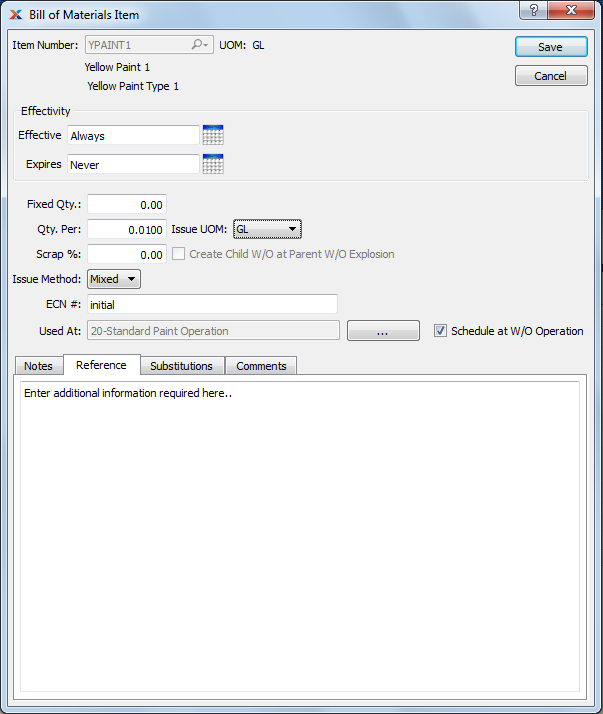 Bill of Materials Item
Item Number: YPAINT1 UOM: GL
Save
Yellow Paint 1
Cancel
Yellow Paint Type 1
Effectivity
Effective Always
Expires Never
Fixed Qty.: 0.00
Qty. Per: 0.0100 Issue UOM: GL
Scrap %: 0.00 Create Child W/O at Parent W/O Explosion
Issue Method: Mixed
ECN #: initial
Used At: 20-Standard Paint Operation ... Schedule at W/O Operation
Notes Reference Substitutions Comments
Enter additional information required here..